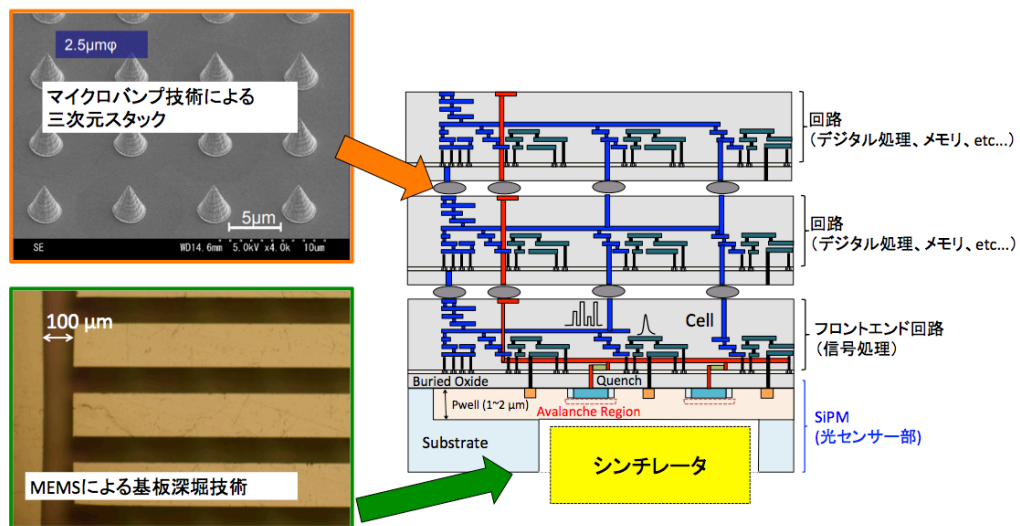 2.5μmφ
マイクロバンプ技術による
三次元スタック
5μm
SE
WD14.6mm 5.0kV x4.0k 10um
100 μm
MEMSによる基板深堀技術
回路
(デジタル処理、メモリ、etc...)
回路
(デジタル処理、メモリ、etc...)
Cell
フロントエンド回路
(信号処理)
Buried Oxide
Quench
Pwell (1~2 μm)
Avalanche Region
SiPM
(光センサー部)
Substrate
シンチレータ